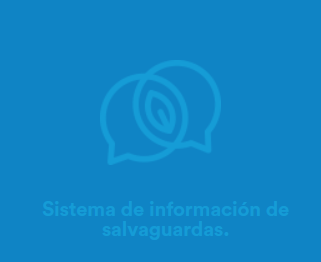 Sistema de información de
salvaguardas.